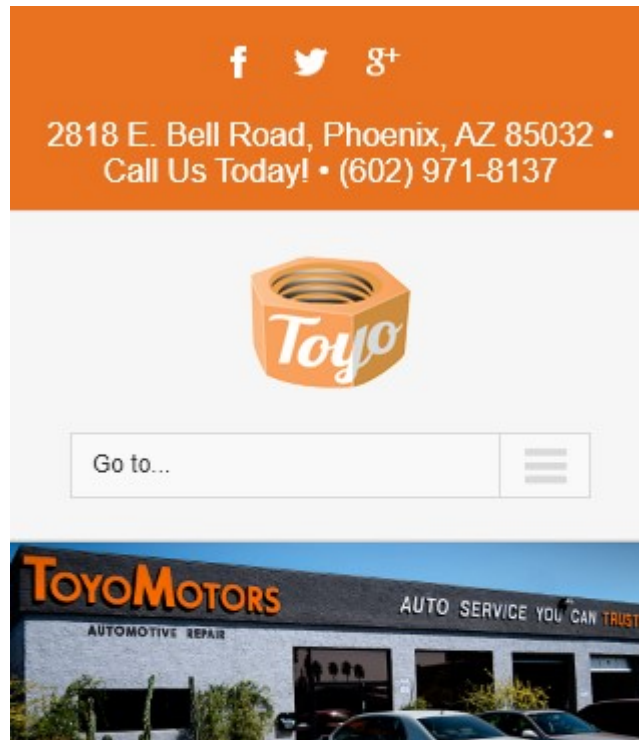 f g+
2818 E. Bell Road, Phoenix, AZ 85032 •
Call Us Today! • (602) 971-8137
Toyo
Go to...
TOYOMOTORS
AUTO SERVICE YOU CAN TRUST
AUTOMOTIVE REPAIR